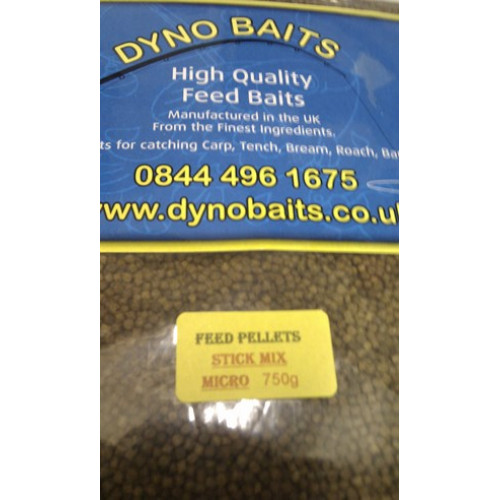 DYNO BAITS
High Quality
Feed Baits
Manufactured in the UK
From the Finest Ingredients.
for catching Carp, Tench, Bream, Roach,
0844 496 1675
www.dynobaits.co.uk
FEED PELLETS
STICK MIX
MICRO 750g